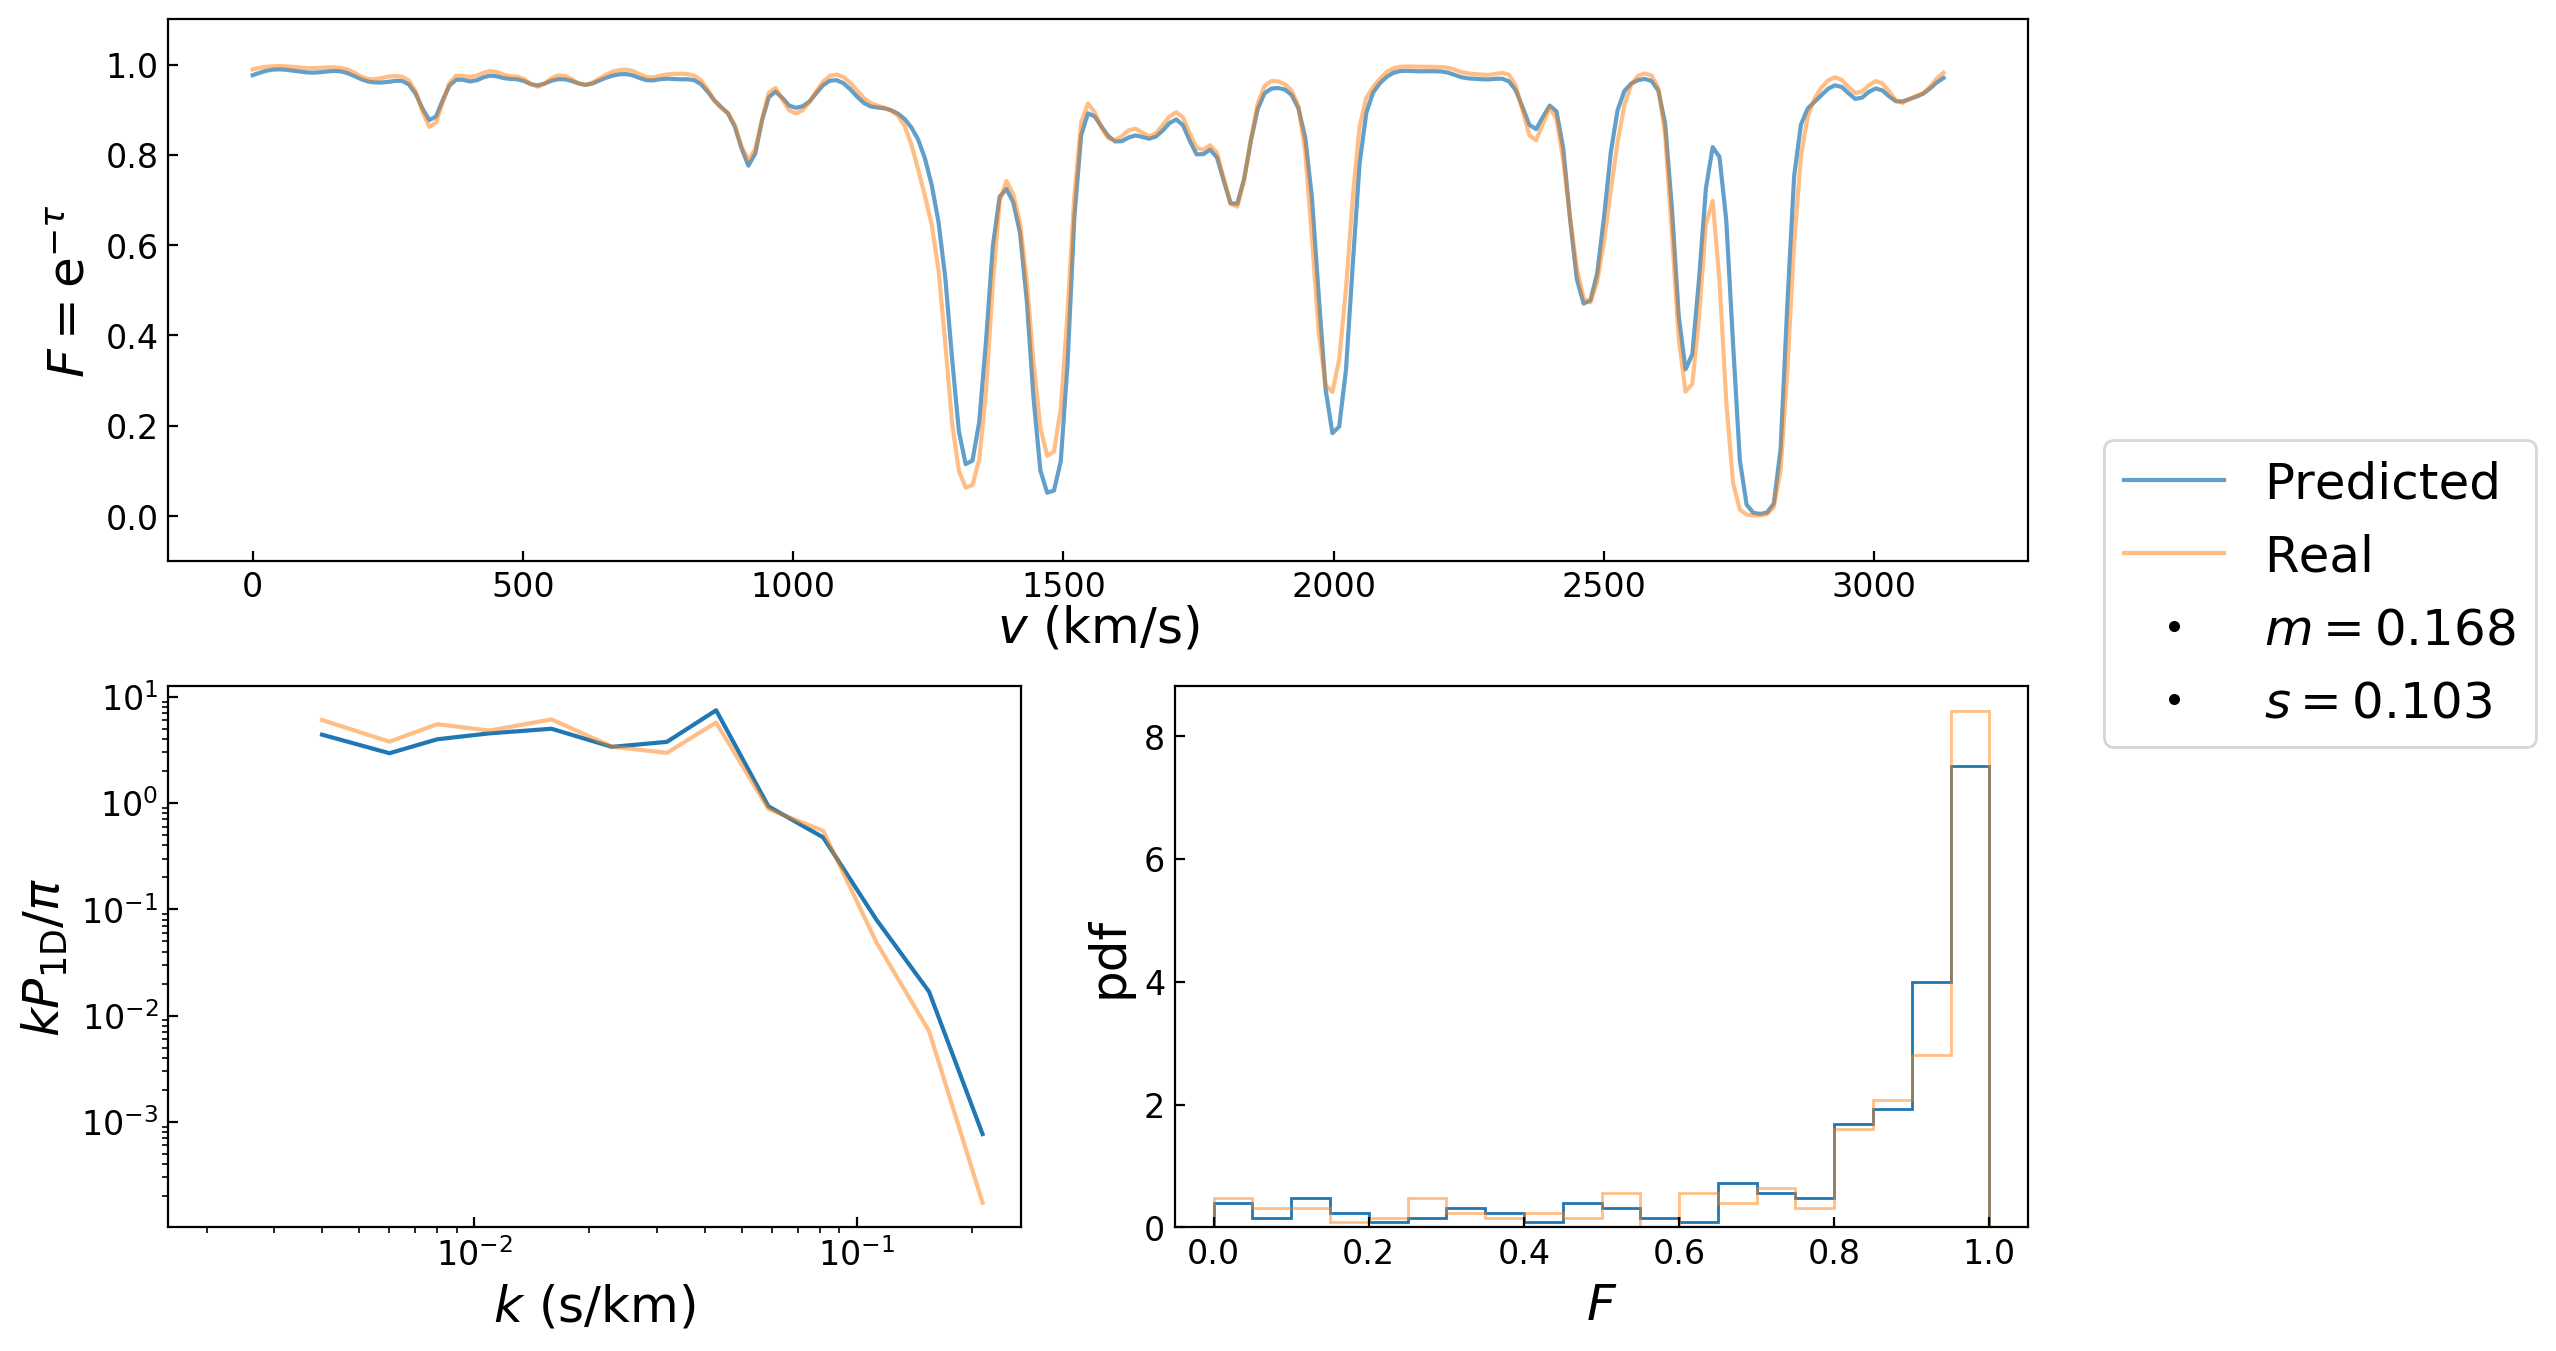 1.0
0.8
0.6
0.4
0.2
0.0
F = e^{−τ}
0 500 1000 1500 2000 2500 3000
v (km/s)
Predicted
Real
m = 0.168
s = 0.103
10^1
10^0
10^{−1}
10^{−2}
10^{−3}
kP_{1D}/π
10^{−2} 10^{−1}
k (s/km)
8
6
4
2
0
pdf
0.0 0.2 0.4 0.6 0.8 1.0
F